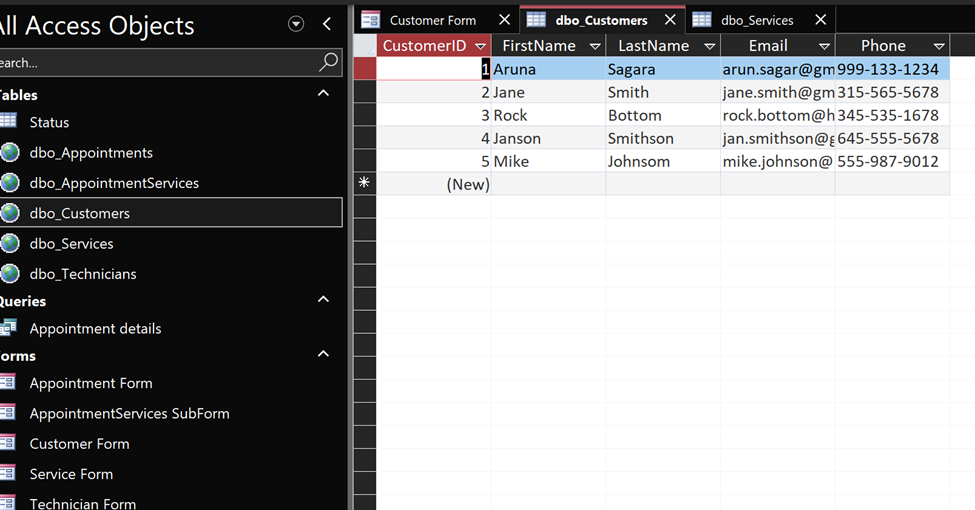 All Access Objects
earch...
Tables
Status
dbo_Appointments
dbo_AppointmentServices
dbo_Customers
dbo_Services
dbo_Technicians
Queries
Appointment details
orms
Appointment Form
AppointmentServices SubForm
Customer Form
Service Form
Technician Form
Customer Form dbo_Customers dbo_Services
CustomerID FirstName LastName Email Phone
1 Aruna Sagara arun.sagar@gm 999-133-1234
2 Jane Smith jane.smith@gm 315-565-5678
3 Rock Bottom rock.bottom@h 345-535-1678
4 Janson Smithson jan.smithson@g 645-555-5678
5 Mike Johnsom mike.johnson@ 555-987-9012
(New)